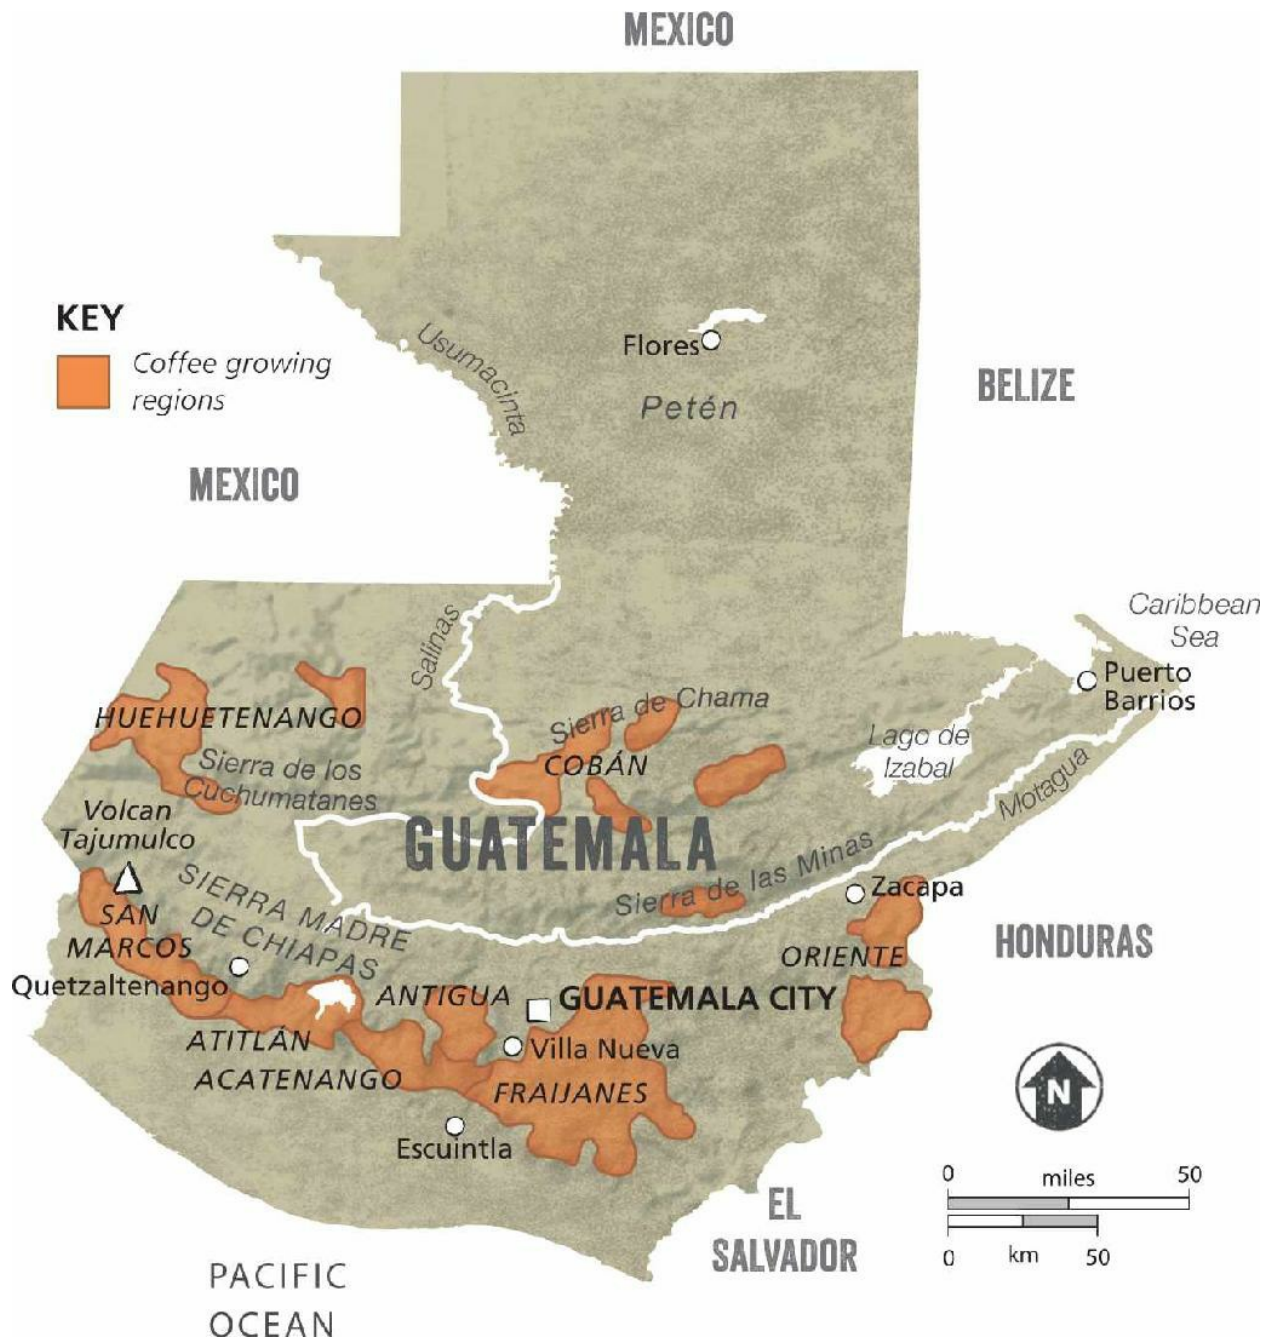 MEXICO
KEY
Coffee growing
regions
Usumacinta
Flores
Petén
BELIZE
MEXICO
Caribbean
Sea
Salinas
Puerto
Barrios
HUEHUETENANGO
Sierra de Chama
Sierra de los
Cuchumatanes
COBÁN
Lago de
Izabal
Motagua
Volcan
Tajumulco
GUATEMALA
Sierra de las Minas
Zacapa
SIERRA MADRE
DE CHIAPAS
SAN
MARCOS
Quetzaltenango
ORIENTE
HONDURAS
ANTIGUA
GUATEMALA CITY
ATITLÁN
Villa Nueva
ACATENANGO
FRAIJANES
N
Escuintla
0 miles 50
0 km 50
EL
SALVADOR
PACIFIC
OCEAN